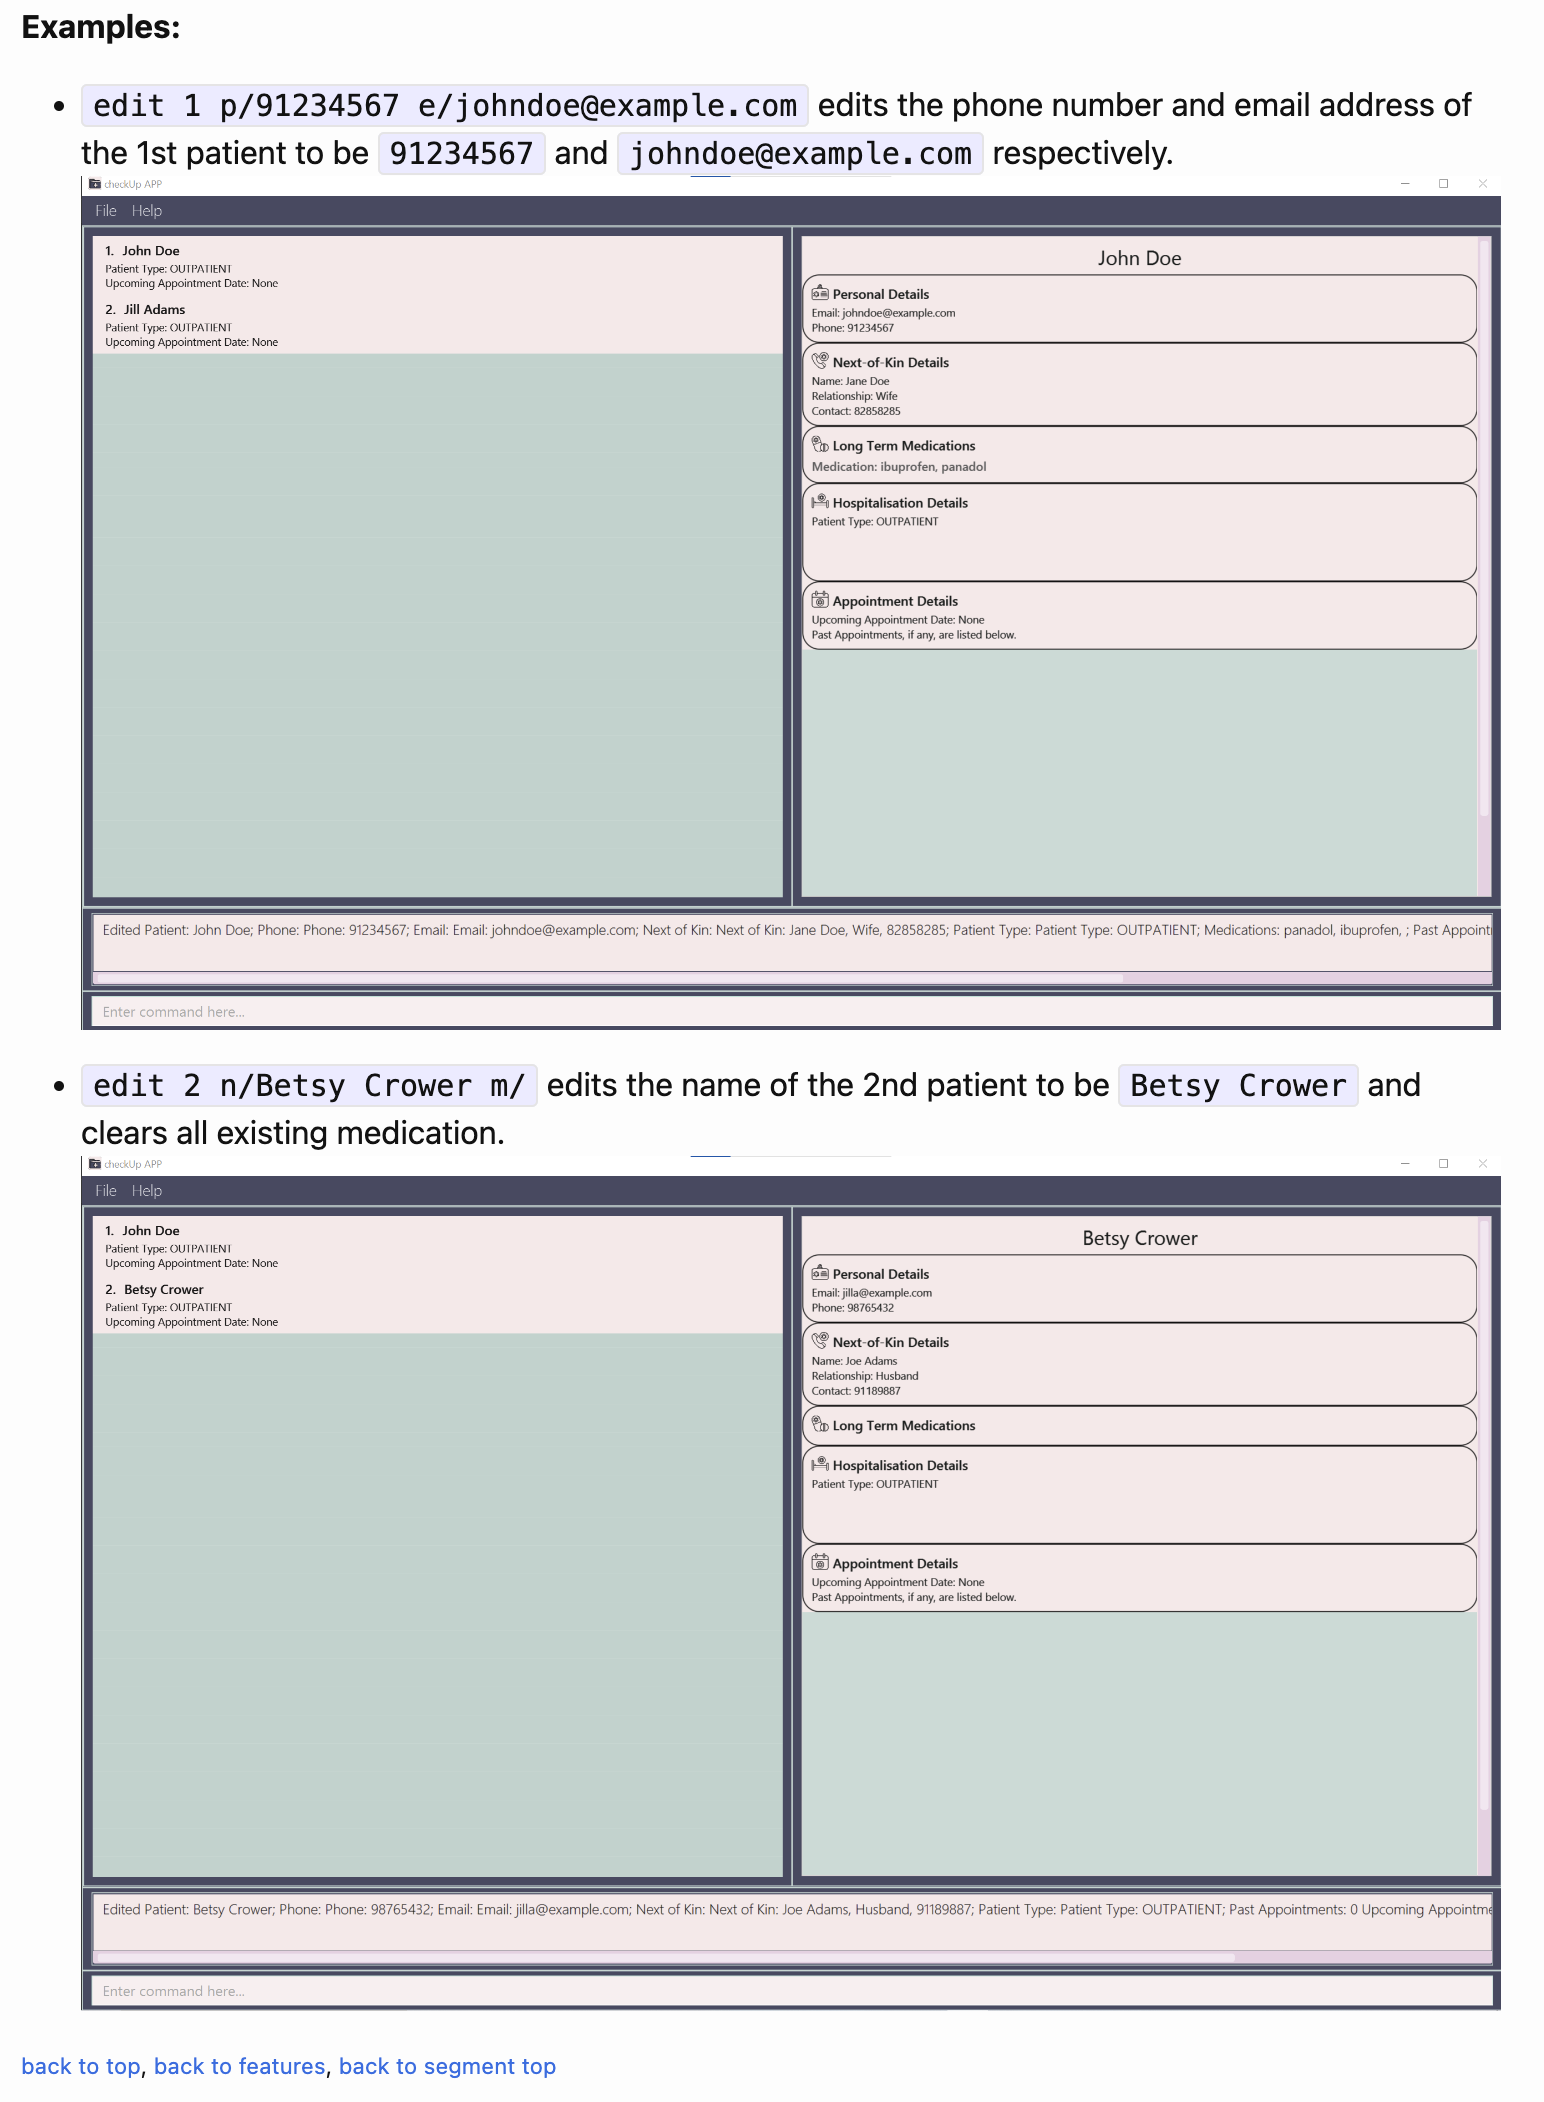 Examples:
edit 1 p/91234567 e/johndoe@example.com edits the phone number and email address of
the 1st patient to be 91234567 and johndoe@example.com respectively.
checkUp APP
File Help
1. John Doe
Patient Type: OUTPATIENT
Upcoming Appointment Date: None
2. Jill Adams
Patient Type: OUTPATIENT
Upcoming Appointment Date: None
John Doe
Personal Details
Email: johndoe@example.com
Phone: 91234567
Next-of-Kin Details
Name: Jane Doe
Relationship: Wife
Contact: 82858285
Long Term Medications
Medication: ibuprofen, panadol
Hospitalisation Details
Patient Type: OUTPATIENT
Appointment Details
Upcoming Appointment Date: None
Past Appointments, if any, are listed below.
Edited Patient: John Doe; Phone: Phone: 91234567; Email: Email: johndoe@example.com; Next of Kin: Next of Kin: Jane Doe, Wife, 82858285; Patient Type: Patient Type: OUTPATIENT; Medications: panadol, ibuprofen, ; Past Appoint
Enter command here...
edit 2 n/Betsy Crower m/ edits the name of the 2nd patient to be Betsy Crower and
clears all existing medication.
checkUp APP
File Help
1. John Doe
Patient Type: OUTPATIENT
Upcoming Appointment Date: None
2. Betsy Crower
Patient Type: OUTPATIENT
Upcoming Appointment Date: None
Betsy Crower
Personal Details
Email: jilla@example.com
Phone: 98765432
Next-of-Kin Details
Name: Joe Adams
Relationship: Husband
Contact: 91189887
Long Term Medications
Hospitalisation Details
Patient Type: OUTPATIENT
Appointment Details
Upcoming Appointment Date: None
Past Appointments, if any, are listed below.
Edited Patient: Betsy Crower; Phone: Phone: 98765432; Email: Email: jilla@example.com; Next of Kin: Next of Kin: Joe Adams, Husband, 91189887; Patient Type: Patient Type: OUTPATIENT; Past Appointments: 0 Upcoming Appointme
Enter command here...
back to top, back to features, back to segment top